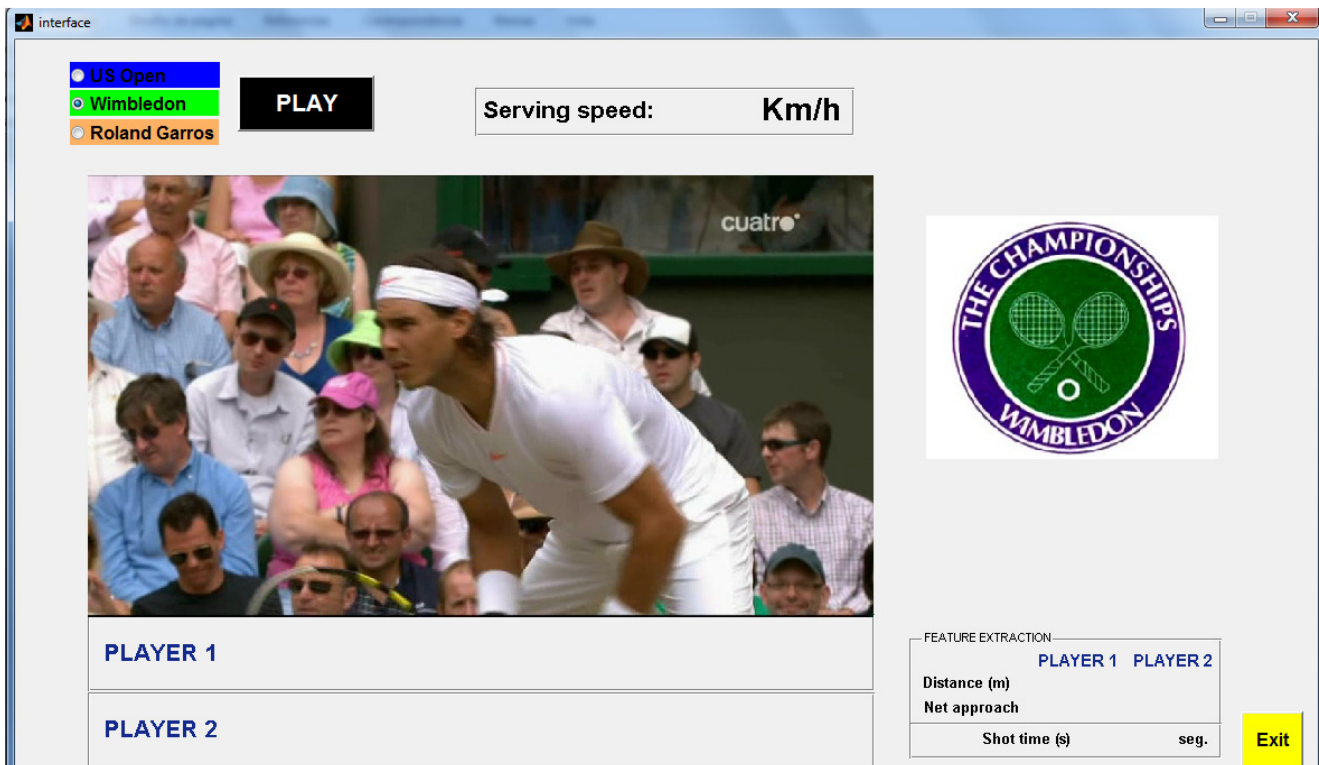 interface
US Open
Wimbledon
Roland Garros
PLAY
Serving speed: Km/h
cuatro
THE CHAMPIONSHIPS
WIMBLEDON
PLAYER 1
PLAYER 2
FEATURE EXTRACTION
PLAYER 1 PLAYER 2
Distance (m)
Net approach
Shot time (s) seg.
Exit